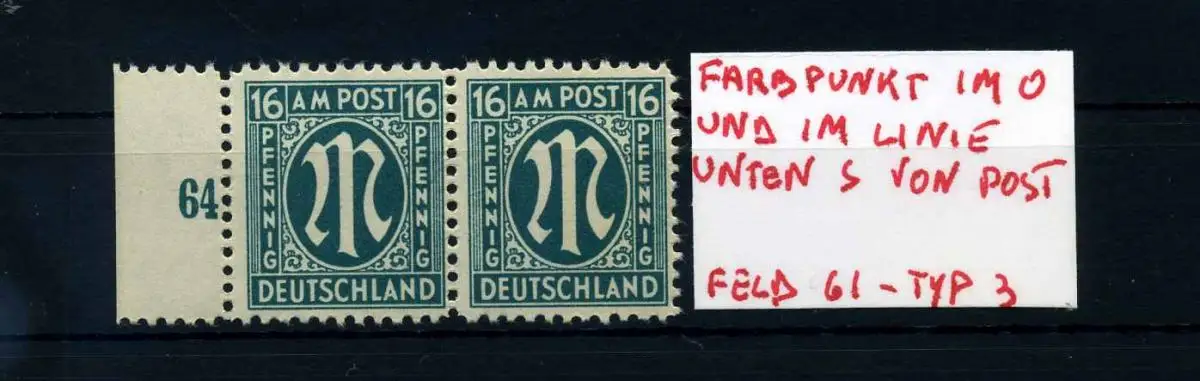 64
16 AM POST 16
PFENNIG
PFENNIG
DEUTSCHLAND
16 AM POST 16
PFENNIG
PFENNIG
DEUTSCHLAND
FARBPUNKT IM O
UND IM LINIE
UNTEN S VON POST
FELD 61 - TYP 3